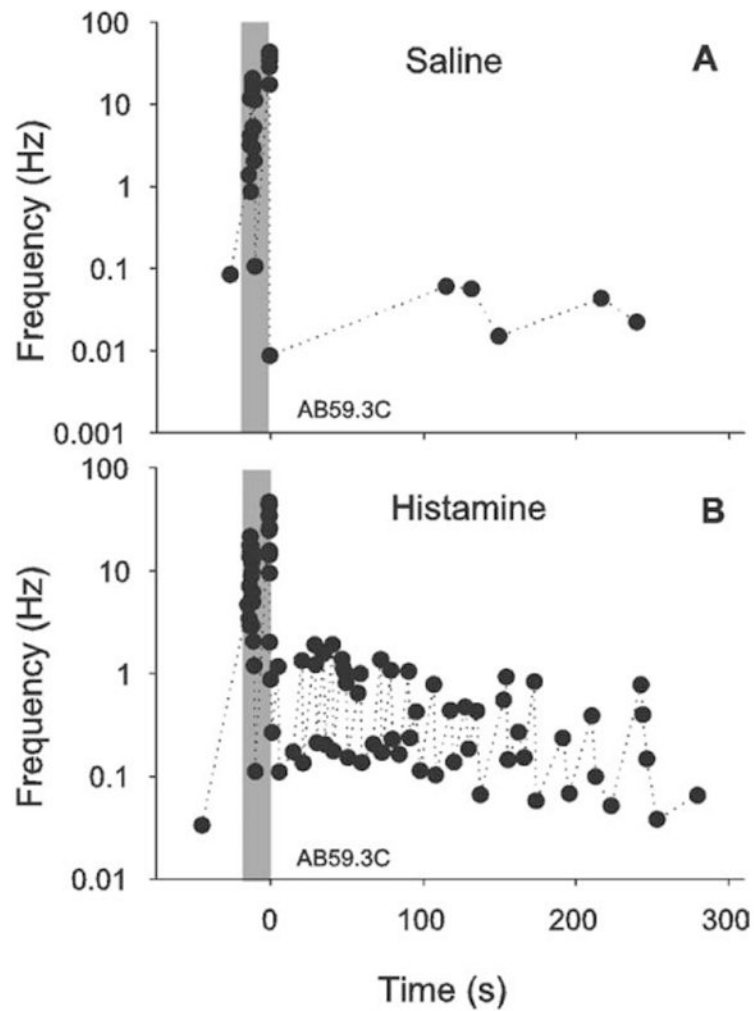 100
Saline A
10
1
0.1
0.01
AB59.3C
0.001
Frequency (Hz)
100
Histamine B
10
1
0.1
AB59.3C
0.01
Frequency (Hz)
0 100 200 300
Time (s)